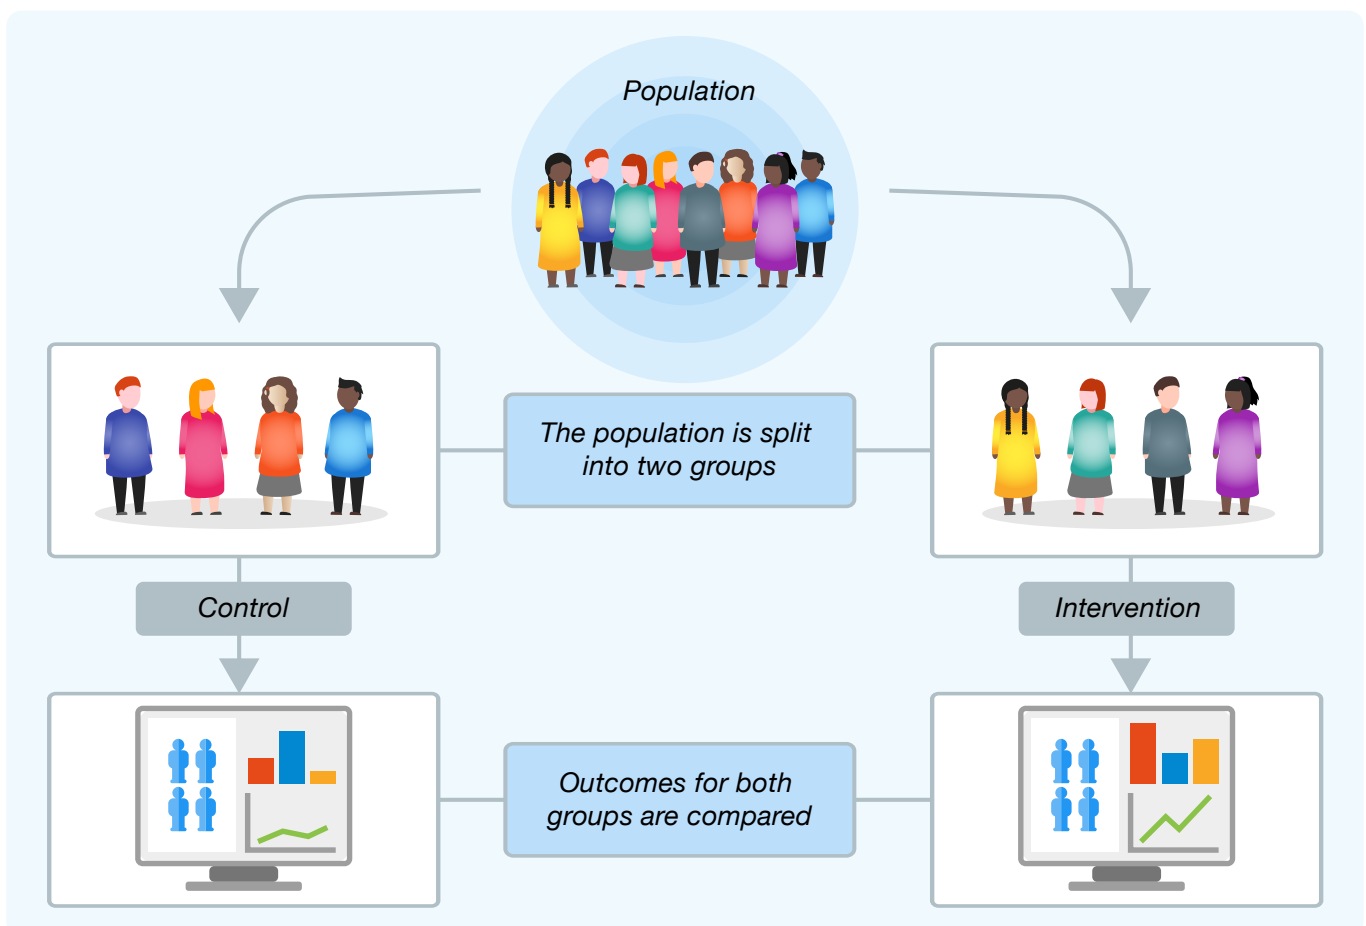 Population
The population is split
into two groups
Control
Intervention
Outcomes for both
groups are compared